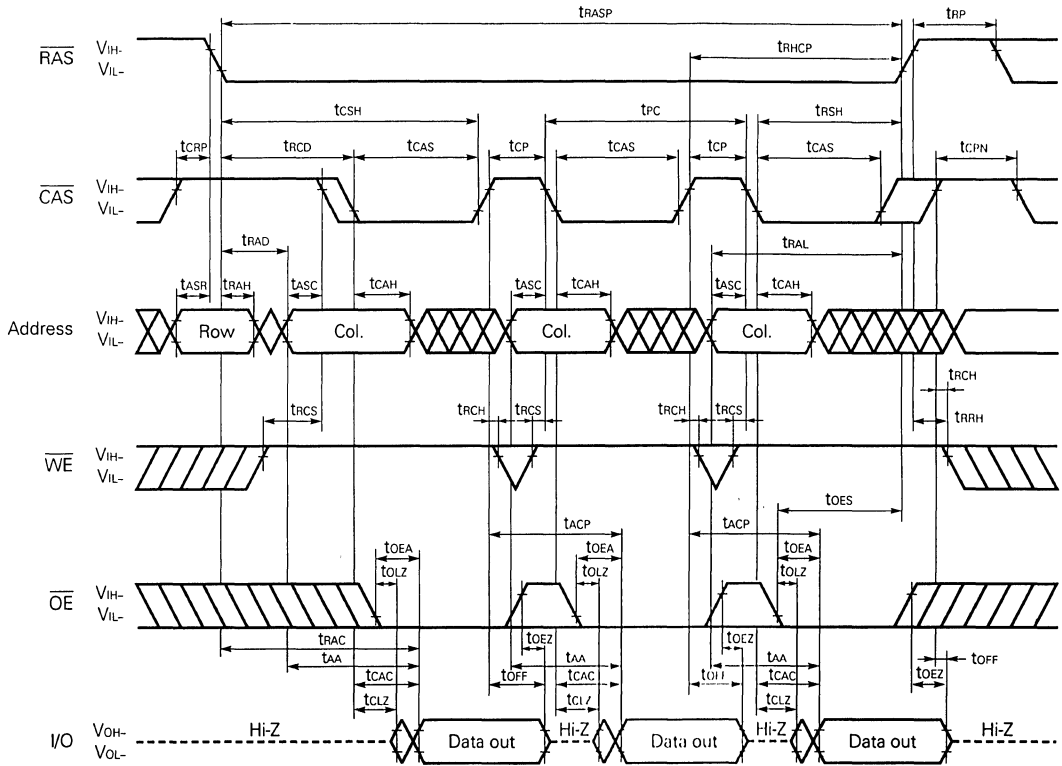 tRASP tRP
tRHCP
RAS VIH- VIL-
tCSH tPC tRSH
tCRP tRCD tCAS tCP tCAS tCP tCAS tCPN
CAS VIH- VIL-
tRAD tRAL
tASR tRAH tASC tCAH tASC tCAH tASC tCAH
Address VIH- VIL- Row Col. Col. Col.
tRCH
tRCS tRCH tRCS tRCH tRCS tRRH
WE VIH- VIL-
tOES
tACP tACP
tOEA tOEA tOEA
tOLZ tOLZ tOLZ
OE VIH- VIL-
tRAC tOEZ tOEZ
tAA tAA tAA tOFF
tCAC tOFF tCAC tOFF tCAC tOEZ
tCLZ tCLZ tCLZ
I/O VOH- VOL- Hi-Z Data out Hi-Z Data out Hi-Z Data out Hi-Z